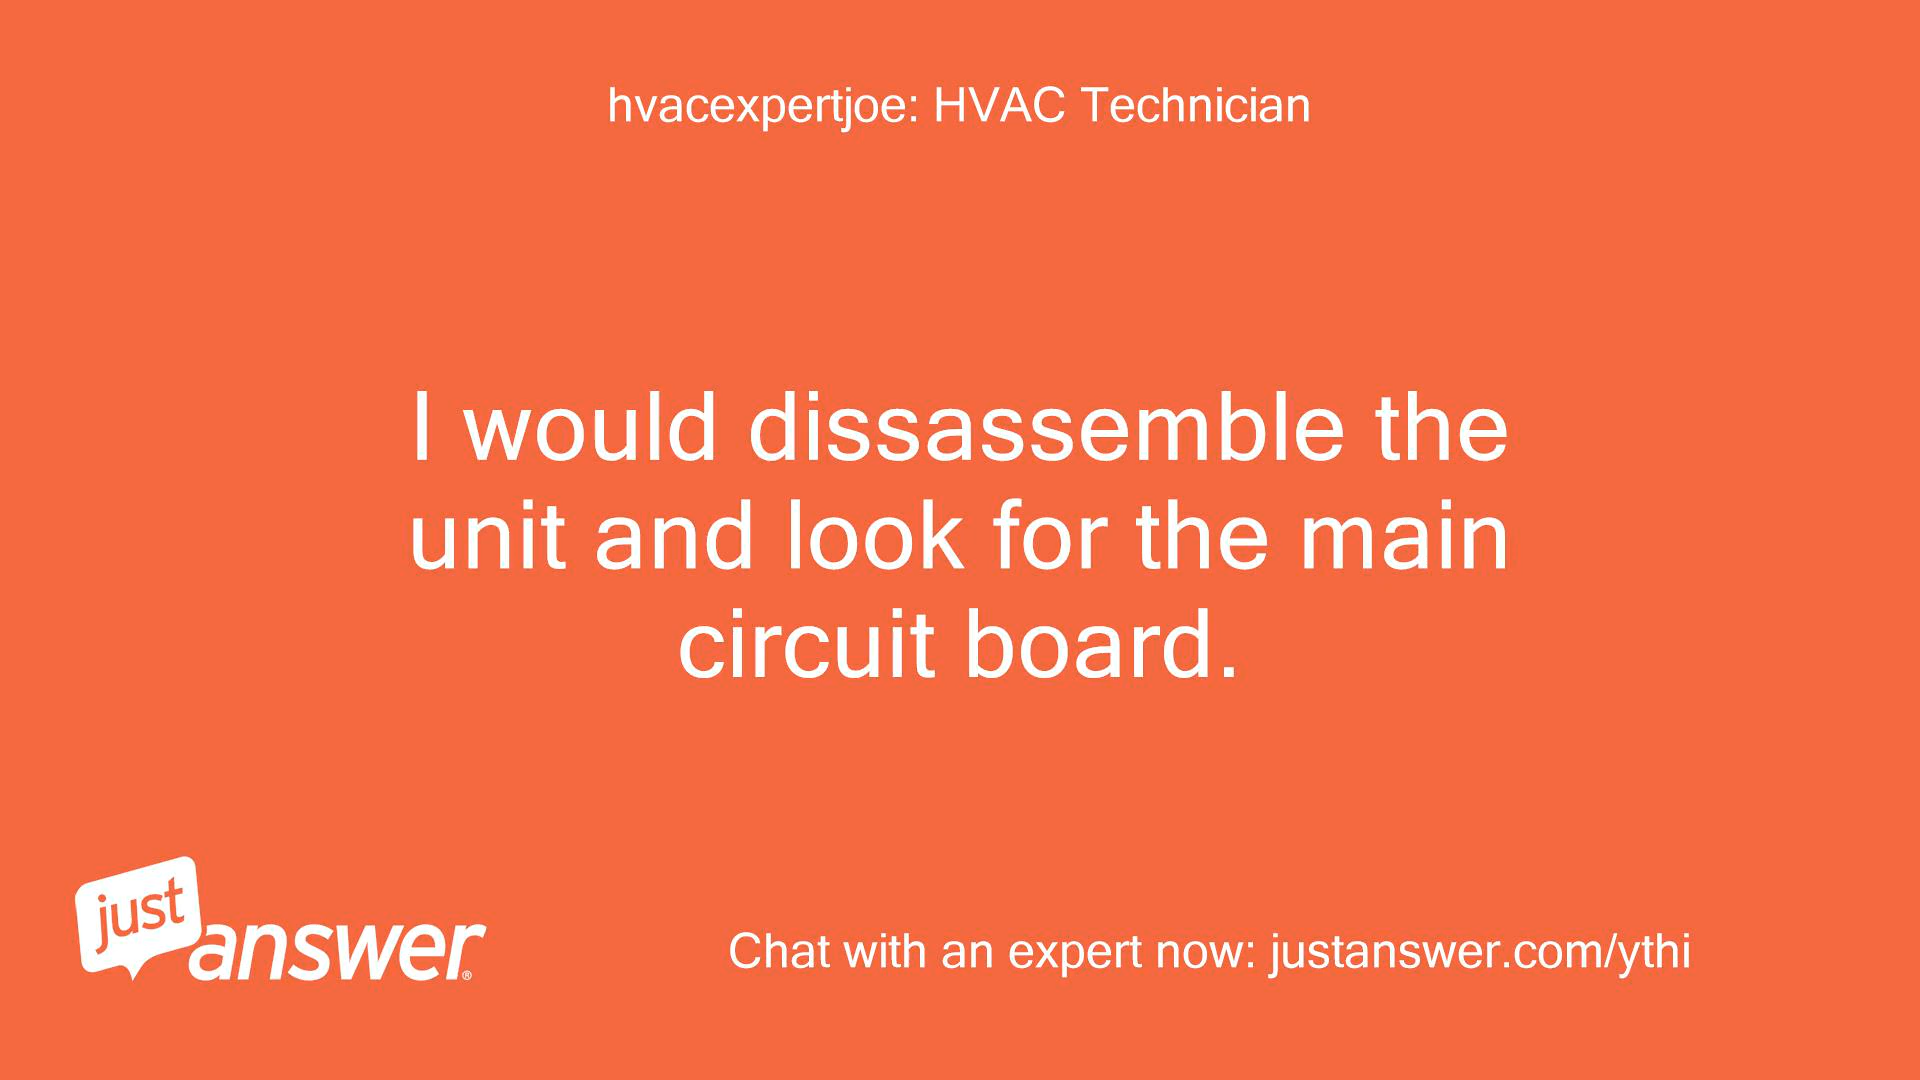 hvacexpertjoe: HVAC Technician
I would dissassemble the
unit and look for the main
circuit board.
just
answer®
Chat with an expert now: justanswer.com/ythi